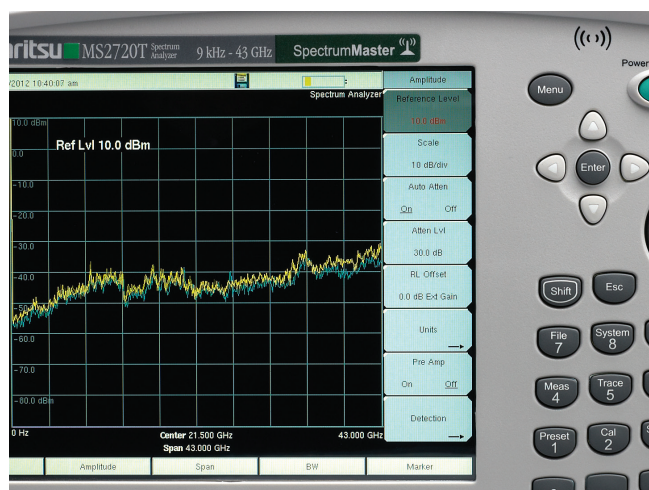 ritsu MS2720T Spectrum Analyzer 9 kHz - 43 GHz SpectrumMaster
Power
/2012 10:40:07 am
Spectrum Analyzer
Amplitude
Reference Level
10.0 dBm
Scale
10 dB/div
Auto Atten
On Off
Atten Lvl
30.0 dB
RL Offset
0.0 dB Ext Gain
Units
Pre Amp
On Off
Detection
10.0 dBm
Ref Lvl 10.0 dBm
0.0
-10.0
-20.0
-30.0
-40.0
-50.0
-60.0
-70.0
-80.0 dBm
0 Hz
Center 21.500 GHz
43.000 GHz
Span 43.000 GHz
Amplitude
Span
BW
Marker
Menu
Enter
Shift
Esc
File
7
System
8
Meas
4
Trace
5
Preset
1
Cal
2